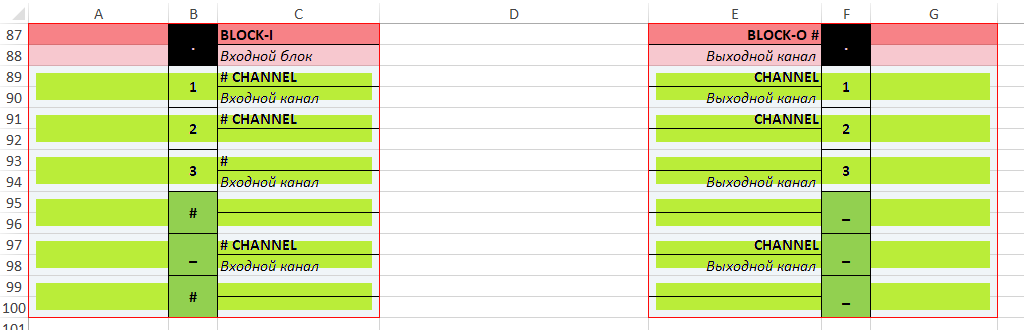 A B C D E F G
87 BLOCK-I BLOCK-O #
. .
88 Входной блок Выходной канал
89 # CHANNEL CHANNEL
1 1
90 Входной канал Выходной канал
91 # CHANNEL CHANNEL
2 2
92
93 #
3 3
94 Входной канал Выходной канал
95
# _
96
97 # CHANNEL CHANNEL
_ _
98 Входной канал Выходной канал
99
# _
100
101